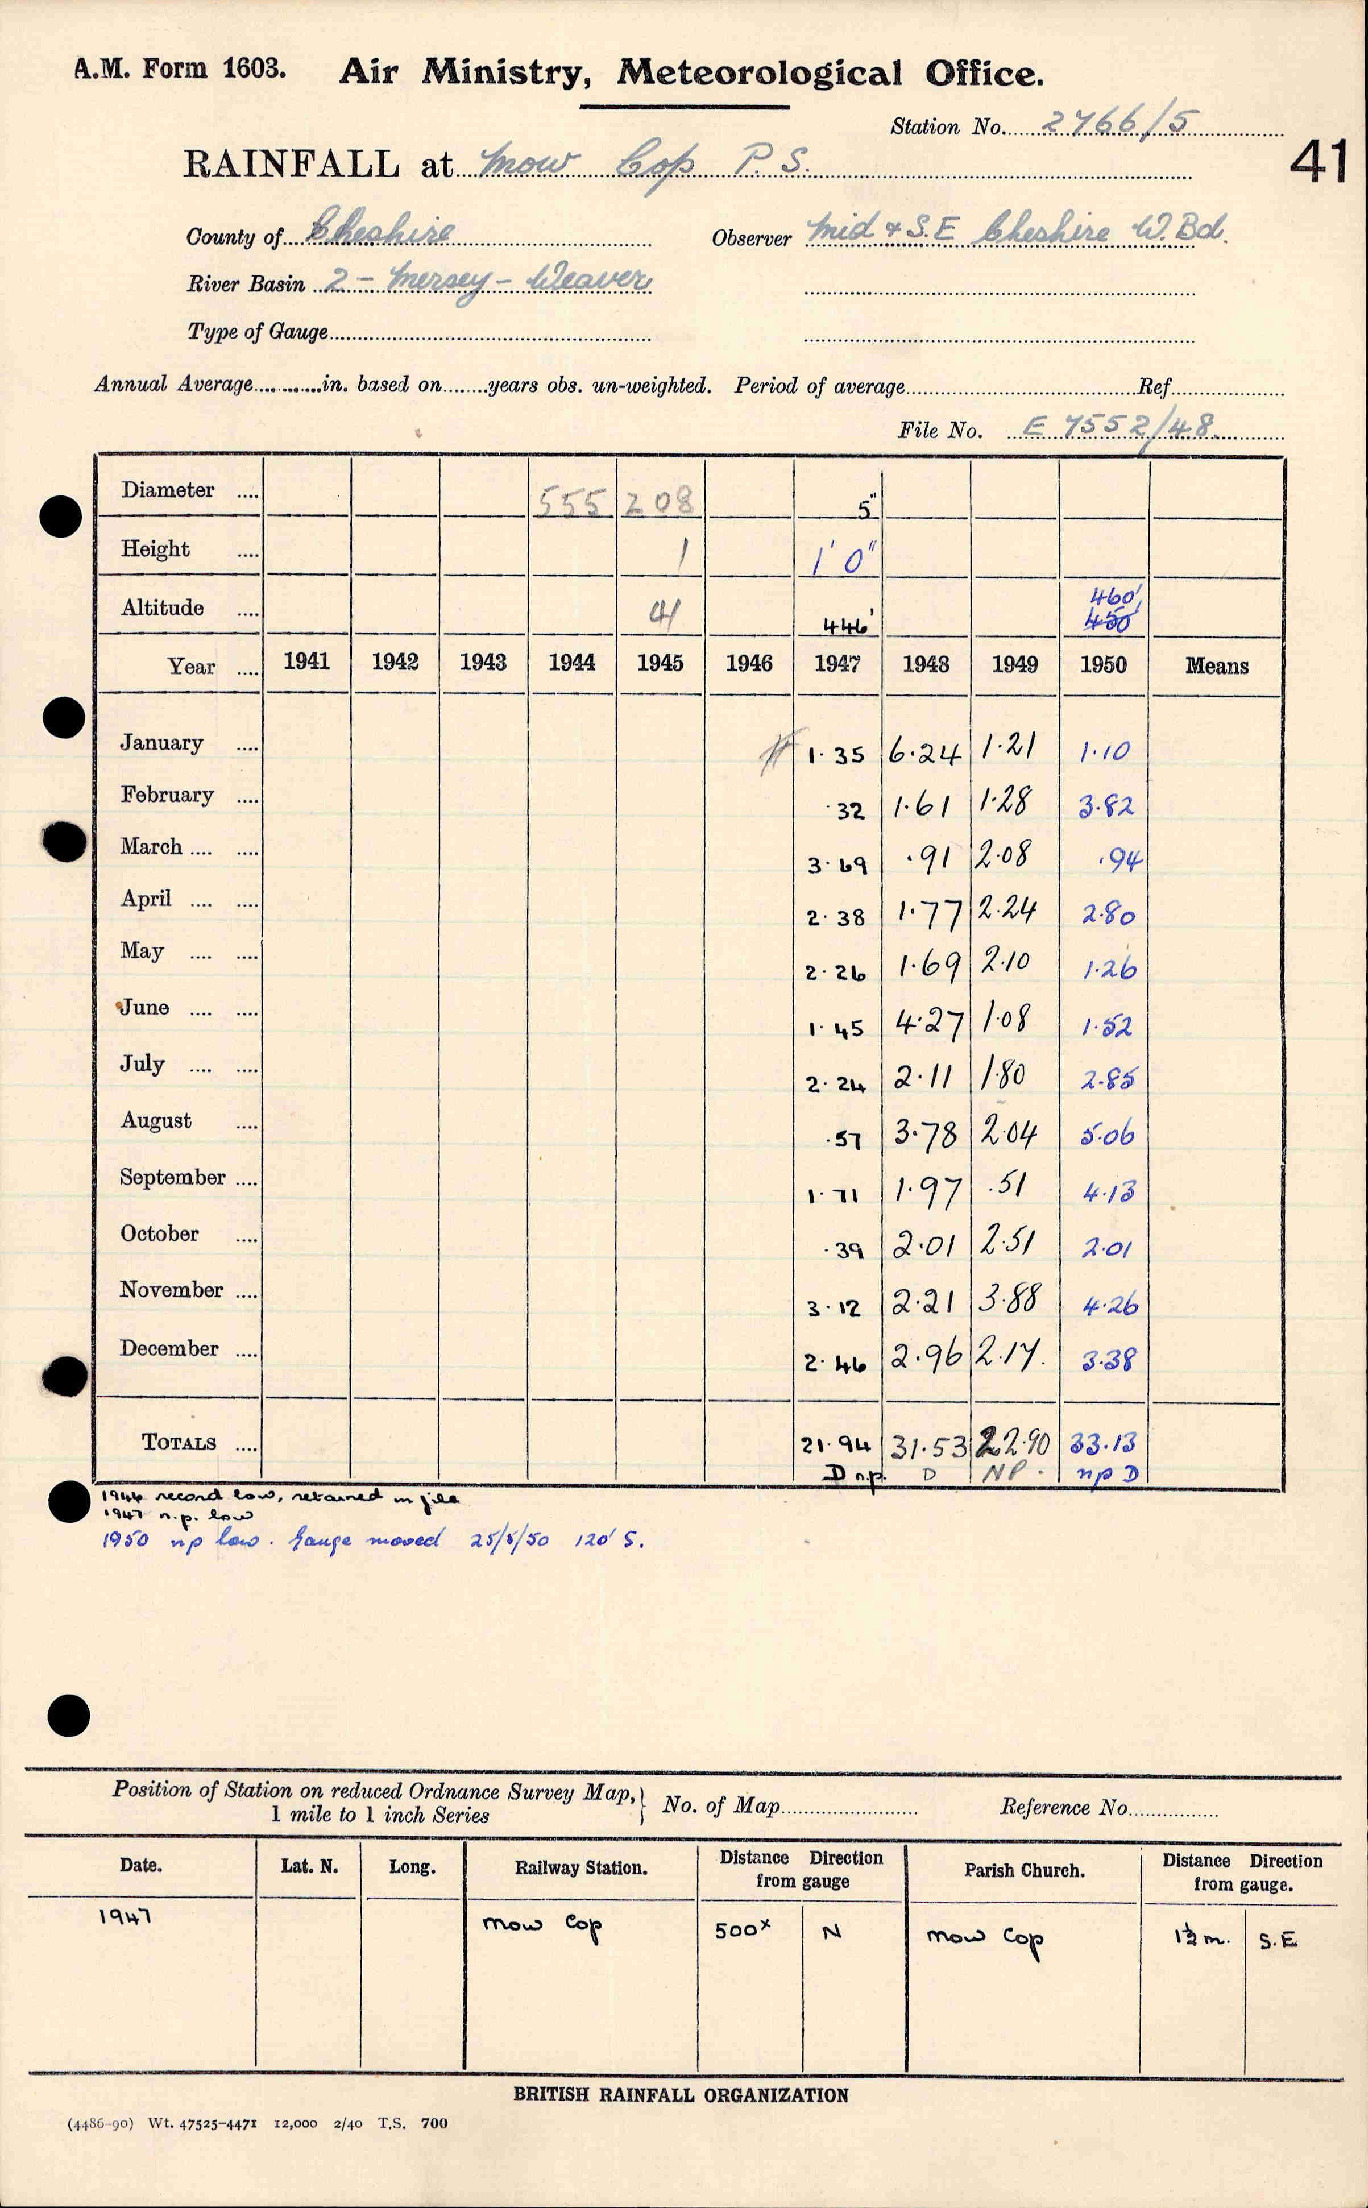 A.M. Form 1603. Air Ministry, Meteorological Office.
Station No. 2766/5
41
RAINFALL at Mow Cop P.S.
County of Cheshire Observer Mid & S.E Cheshire W.Bd.
River Basin 2 - Mersey - Weaver
Type of Gauge
Annual Average in. based on years obs. un-weighted. Period of average Ref
File No. E 7552/48
Diameter .... 555 208 5"
Height .... 1 1' 0"
Altitude .... 41 446' 460' 450'
Year .... 1941 1942 1943 1944 1945 1946 1947 1948 1949 1950 Means
January .... 1.35 6.24 1.21 1.10
February .... .32 1.61 1.28 3.82
March .... .... 3.69 .91 2.08 .94
April .... .... 2.38 1.77 2.24 2.80
May .... .... 2.26 1.69 2.10 1.26
June .... .... 1.45 4.27 1.08 1.52
July .... .... 2.24 2.11 1.80 2.85
August .... .57 3.78 2.04 5.06
September .... 1.71 1.97 .51 4.13
October .... .39 2.01 2.51 2.01
November .... 3.12 2.21 3.88 4.26
December .... 2.46 2.96 2.17 3.38
TOTALS .... 21.94 31.53 22.90 33.13
D n.p. D NP. np D
1946 record low, retained in file
1947 n.p. low
1950 np low. Gauge moved 25/5/50 120' S.
Position of Station on reduced Ordnance Survey Map, } No. of Map Reference No.
1 mile to 1 inch Series
Date. Lat. N. Long. Railway Station. Distance Direction from gauge Parish Church. Distance Direction from gauge.
1947 Mow Cop 500x N Mow Cop 1½ m. S.E
BRITISH RAINFALL ORGANIZATION
(4486-90) Wt. 47525-4471 12,000 2/40 T.S. 700